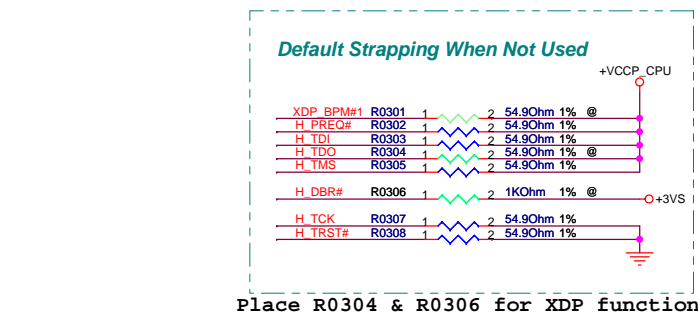 Default Strapping When Not Used
+VCCP_CPU
XDP_BPM#1 R0301 1 2 54.9Ohm 1% @
H_PREQ# R0302 1 2 54.9Ohm 1%
H_TDI R0303 1 2 54.9Ohm 1%
H_TDO R0304 1 2 54.9Ohm 1% @
H_TMS R0305 1 2 54.9Ohm 1%
H_DBR# R0306 1 2 1KOhm 1% @
+3VS
H_TCK R0307 1 2 54.9Ohm 1%
H_TRST# R0308 1 2 54.9Ohm 1%
Place R0304 & R0306 for XDP function